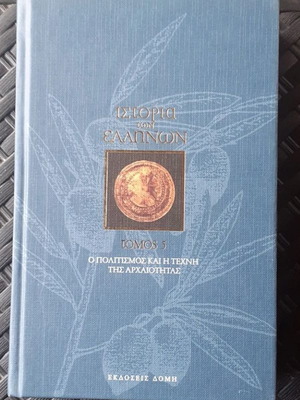 ΙΣΤΟΡΙΑ
ΤΩΝ
ΕΛΛΗΝΩΝ
ΤΟΜΟΣ 5
Ο ΠΟΛΙΤΙΣΜΟΣ ΚΑΙ Η ΤΕΧΝΗ
ΤΗΣ ΑΡΧΑΙΟΤΗΤΑΣ
ΕΚΔΟΣΕΙΣ ΔΟΜΗ